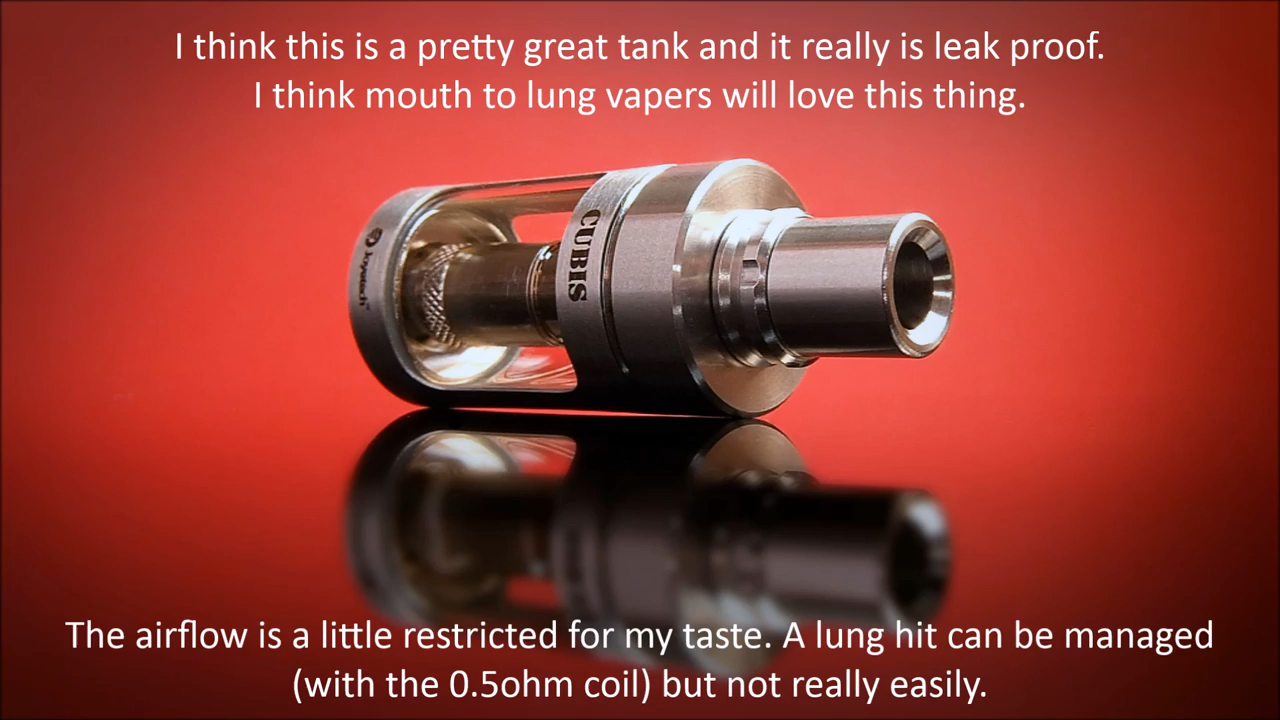 I think this is a pretty great tank and it really is leak proof.
I think mouth to lung vapers will love this thing.
CUBIS
Joyetech
The airflow is a little restricted for my taste. A lung hit can be managed
(with the 0.5ohm coil) but not really easily.